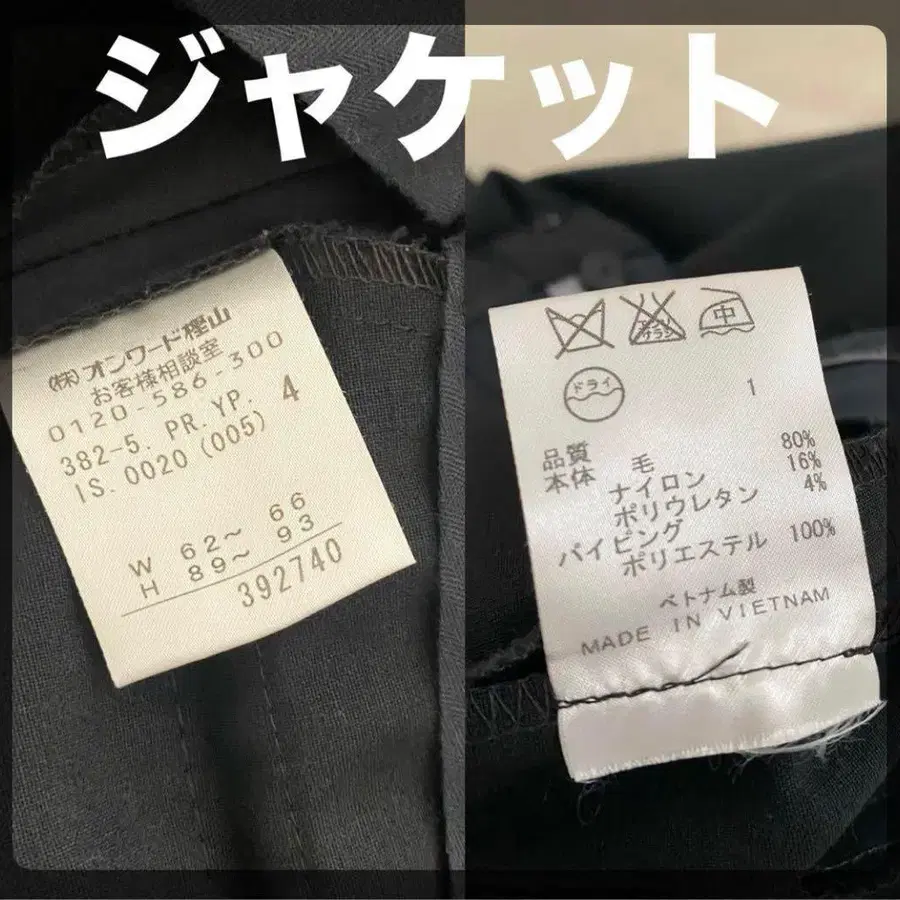 ジャケット
(株)オンワード樫山
お客様相談室
0120-586-300
382-5. PR. YP. 4
IS. 0020 (005)
W 62～ 66
H 89～ 93
392740
中
ドライ
1
品質
本体 毛 80%
ナイロン 16%
ポリウレタン 4%
パイピング
ポリエステル 100%
ベトナム製
MADE IN VIETNAM